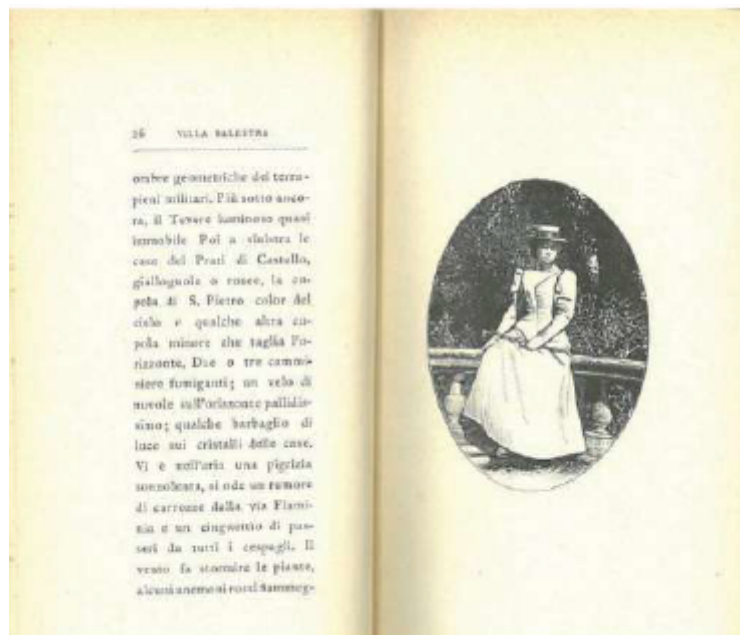 26 VILLA BALESTRA
ombre geometriche dei terra-
pieni militari. Più sotto anco-
ra, il Tevere luminoso quasi
immobile Poi a sinistra le
case dei Prati di Castello,
giallognole o rosee, la cu-
pola di S. Pietro color del
cielo e qualche altra cu-
pola minore che taglia l'o-
rizzonte. Due o tre cammi-
niere fumiganti; un velo di
nuvole sull'orizzonte pallidis-
simo; qualche barbaglio di
luce sui cristalli delle case.
Vi è nell'aria una pigrizia
sonnolenta, si ode un rumore
di carrozze dalla via Flami-
nia e un cinguettio di pas-
seri da tutti i cespugli. Il
vento fa stormire le piante,
alcuni anemoni rossi fiammeg-